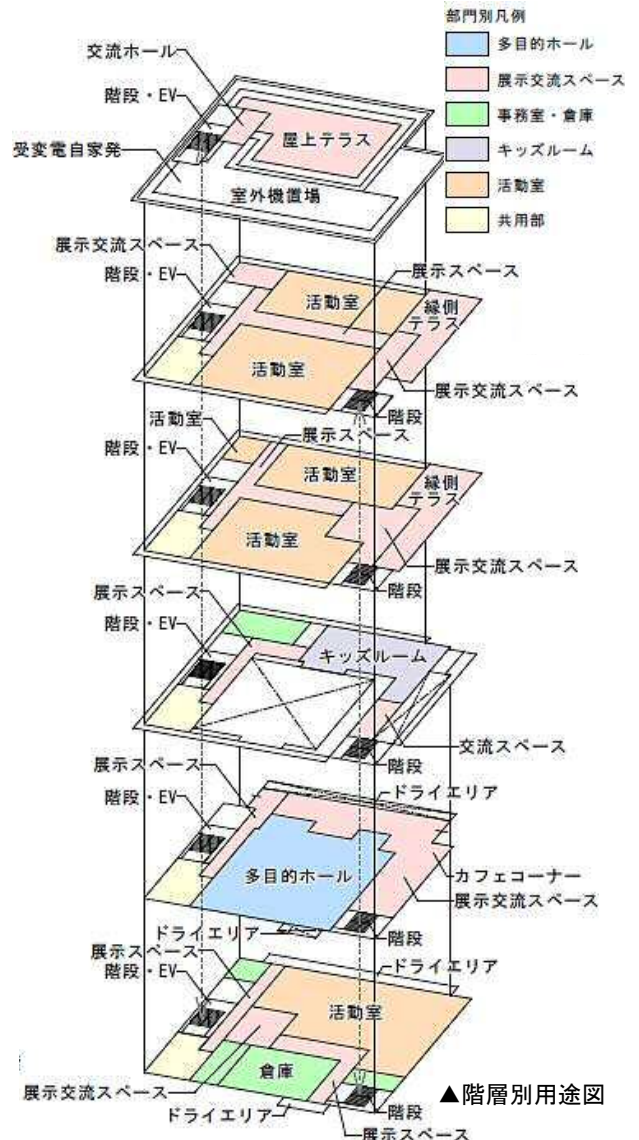 部門別凡例
多目的ホール
展示交流スペース
事務室・倉庫
キッズルーム
活動室
共用部
交流ホール
階段・EV
受変電自家発
屋上テラス
室外機置場
展示交流スペース
階段・EV
展示スペース
活動室
縁側
テラス
活動室
展示交流スペース
階段
活動室
展示スペース
階段・EV
活動室
縁側
テラス
活動室
展示交流スペース
階段
展示スペース
階段・EV
キッズルーム
交流スペース
階段
展示スペース
ドライエリア
階段・EV
多目的ホール
カフェコーナー
展示交流スペース
ドライエリア
階段
展示スペース
ドライエリア
階段・EV
活動室
倉庫
展示交流スペース
ドライエリア
階段
展示スペース
▲階層別用途図